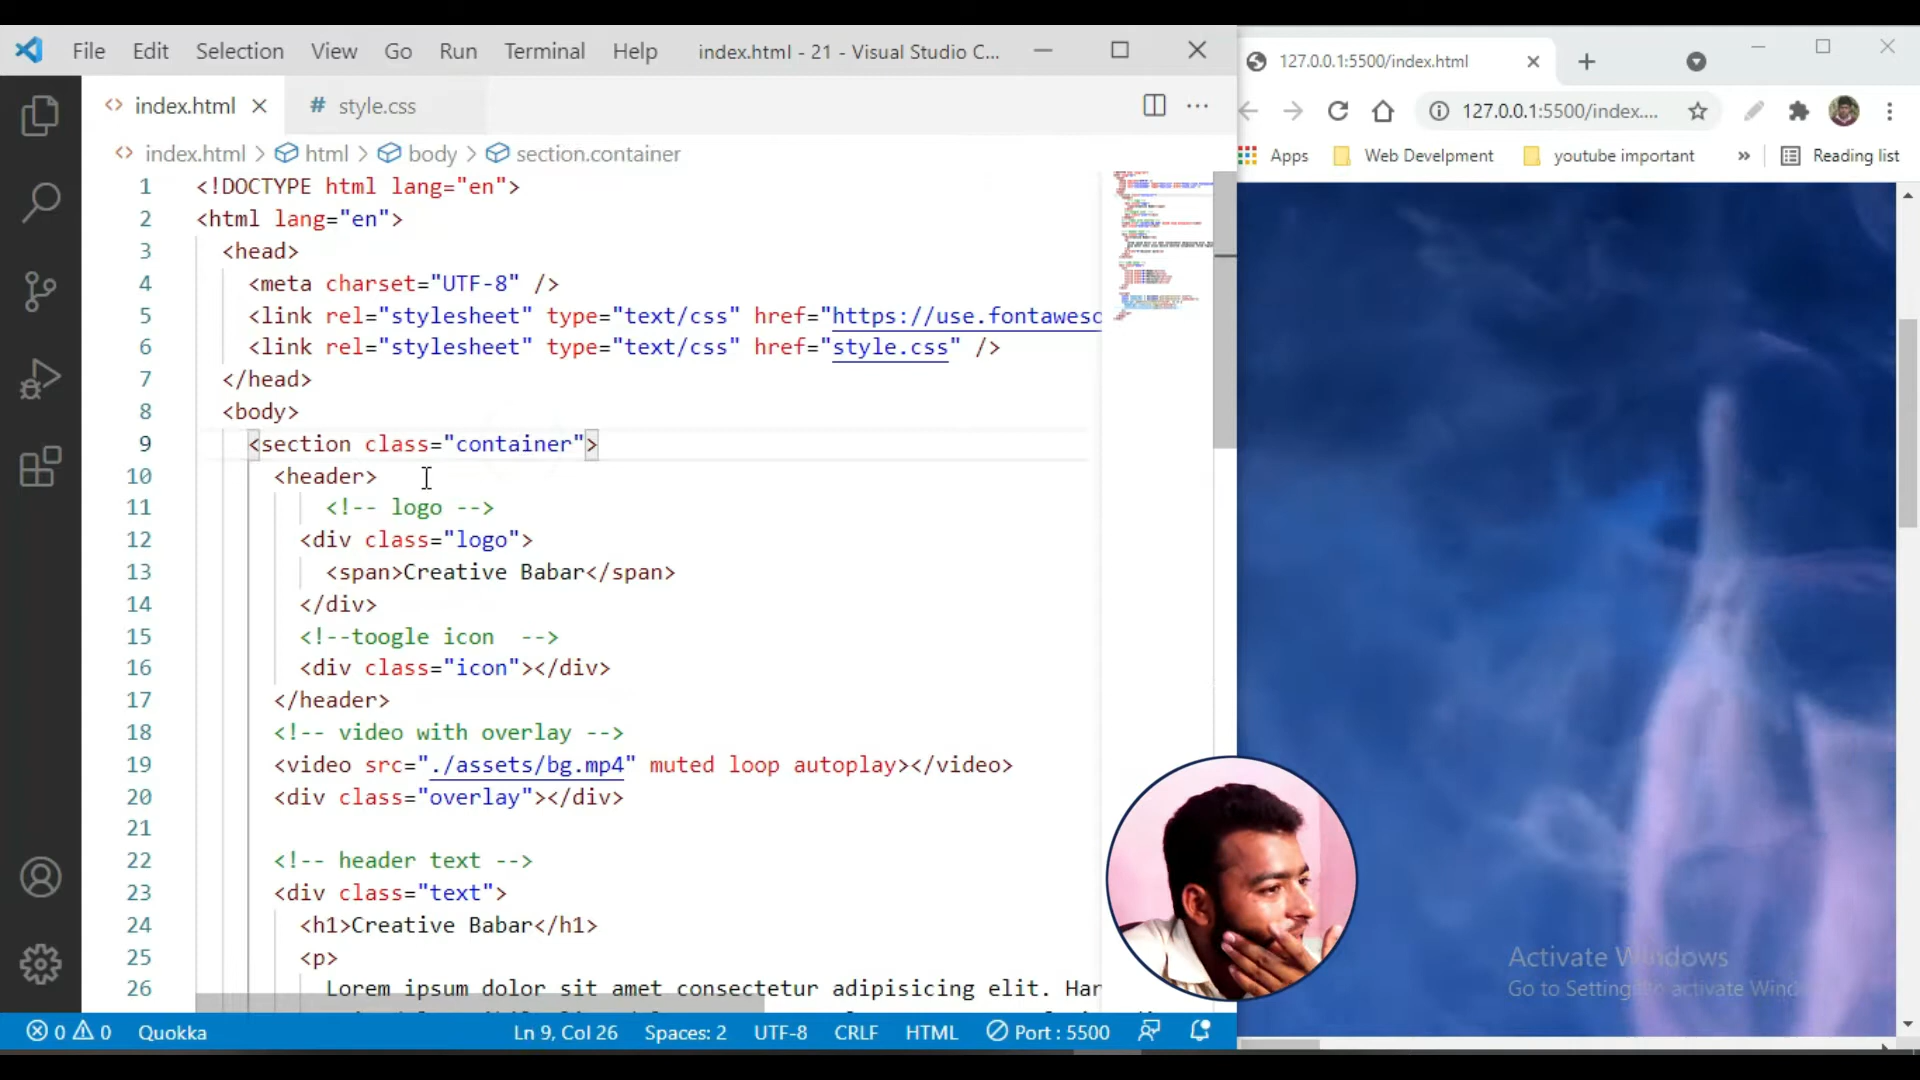 File Edit Selection View Go Run Terminal Help index.html - 21 - Visual Studio C...
index.html
# style.css
index.html > html > body > section.container
1 <!DOCTYPE html lang="en">
2 <html lang="en">
3 <head>
4 <meta charset="UTF-8" />
5 <link rel="stylesheet" type="text/css" href="https://use.fontaweso
6 <link rel="stylesheet" type="text/css" href="style.css" />
7 </head>
8 <body>
9 <section class="container">
10 <header>
11 <!-- logo -->
12 <div class="logo">
13 <span>Creative Babar</span>
14 </div>
15 <!--toogle icon  -->
16 <div class="icon"></div>
17 </header>
18 <!-- video with overlay -->
19 <video src="./assets/bg.mp4" muted loop autoplay></video>
20 <div class="overlay"></div>
21
22 <!-- header text -->
23 <div class="text">
24 <h1>Creative Babar</h1>
25 <p>
26 Lorem ipsum dolor sit amet consectetur adipisicing elit. Har
0 0 Quokka Ln 9, Col 26 Spaces: 2 UTF-8 CRLF HTML Port : 5500
127.0.0.1:5500/index.html
127.0.0.1:5500/index....
Apps Web Develpment youtube important » Reading list
Activate Windows
Go to Settings to activate Wind